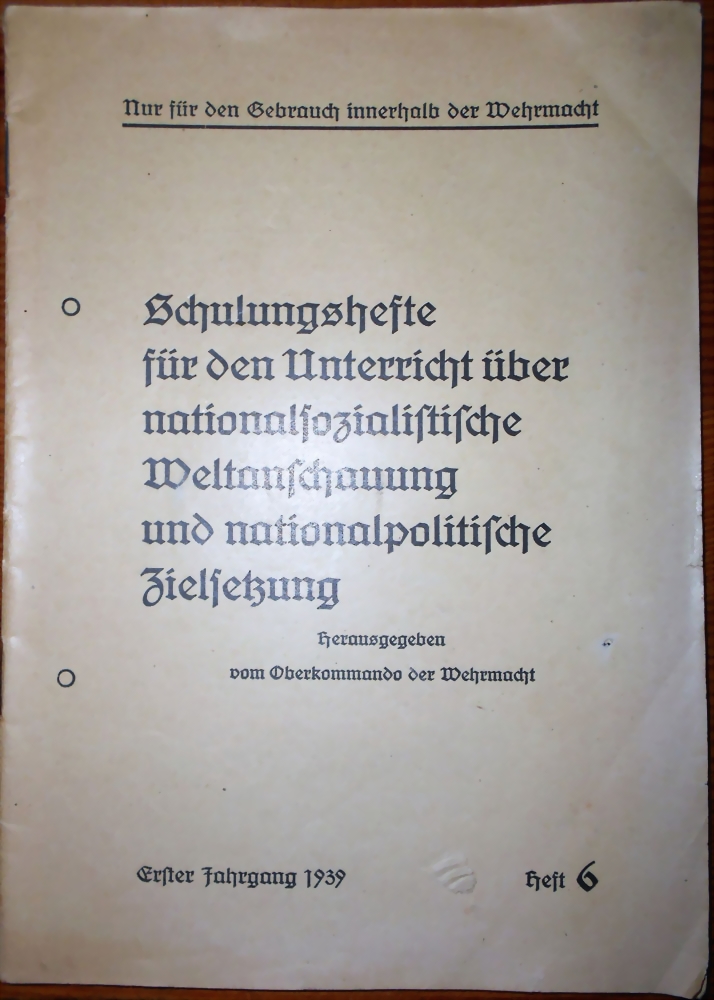 Nur für den Gebrauch innerhalb der Wehrmacht
Schulungshefte
für den Unterricht über
nationalſozialiſtiſche
Weltanſchauung
und nationalpolitiſche
Zielſetzung
Herausgegeben
vom Oberkommando der Wehrmacht
Erſter Jahrgang 1939
Heft 6